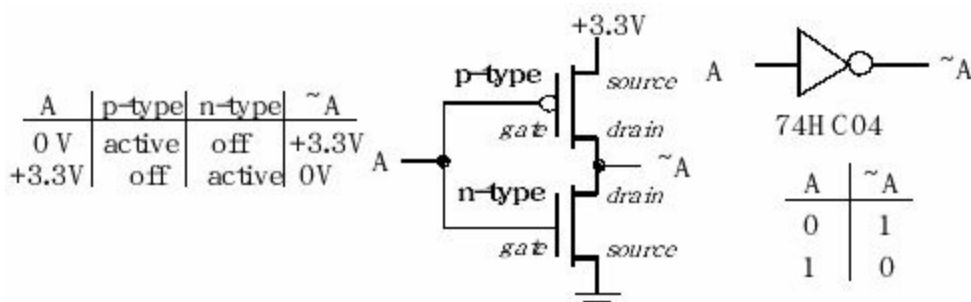 A p-type n-type ~A
0V active off +3.3V
+3.3V off active 0V
+3.3V
p-type
source
gate
drain
A
~A
n-type
drain
gate
source
A
~A
74HC04
A ~A
0 1
1 0